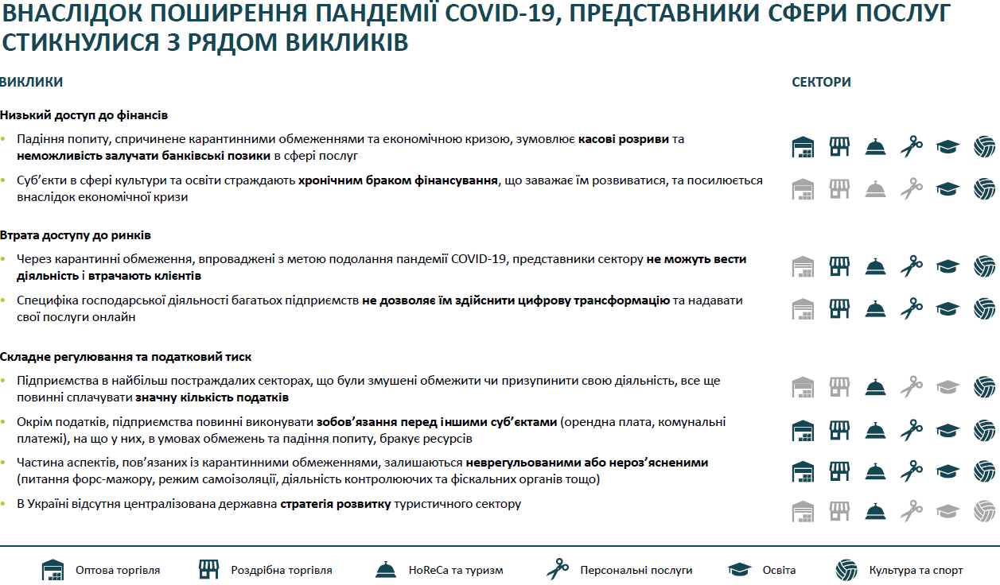 ВНАСЛІДОК ПОШИРЕННЯ ПАНДЕМІЇ COVID-19, ПРЕДСТАВНИКИ СФЕРИ ПОСЛУГ
СТИКНУЛИСЯ З РЯДОМ ВИКЛИКІВ
ВИКЛИКИ
СЕКТОРИ
Низький доступ до фінансів
• Падіння попиту, спричинене карантинними обмеженнями та економічною кризою, зумовлює касові розриви та
неможливість залучати банківські позики в сфері послуг
• Суб’єкти в сфері культури та освіти страждають хронічним браком фінансування, що заважає їм розвиватися, та посилюється
внаслідок економічної кризи
Втрата доступу до ринків
• Через карантинні обмеження, впроваджені з метою подолання пандемії COVID-19, представники сектору не можуть вести
діяльність і втрачають клієнтів
• Специфіка господарської діяльності багатьох підприємств не дозволяє їм здійснити цифрову трансформацію та надавати
свої послуги онлайн
Складне регулювання та податковий тиск
• Підприємства в найбільш постраждалих секторах, що були змушені обмежити чи призупинити свою діяльність, все ще
повинні сплачувати значну кількість податків
• Окрім податків, підприємства повинні виконувати зобов’язання перед іншими суб’єктами (орендна плата, комунальні
платежі), на що у них, в умовах обмежень та падіння попиту, бракує ресурсів
• Частина аспектів, пов’язаних із карантинними обмеженнями, залишаються неврегульованими або нероз’ясненими
(питання форс-мажору, режим самоізоляції, діяльність контролюючих та фіскальних органів тощо)
• В Україні відсутня централізована державна стратегія розвитку туристичного сектору
Оптова торгівля
Роздрібна торгівля
HoReCa та туризм
Персональні послуги
Освіта
Культура та спорт